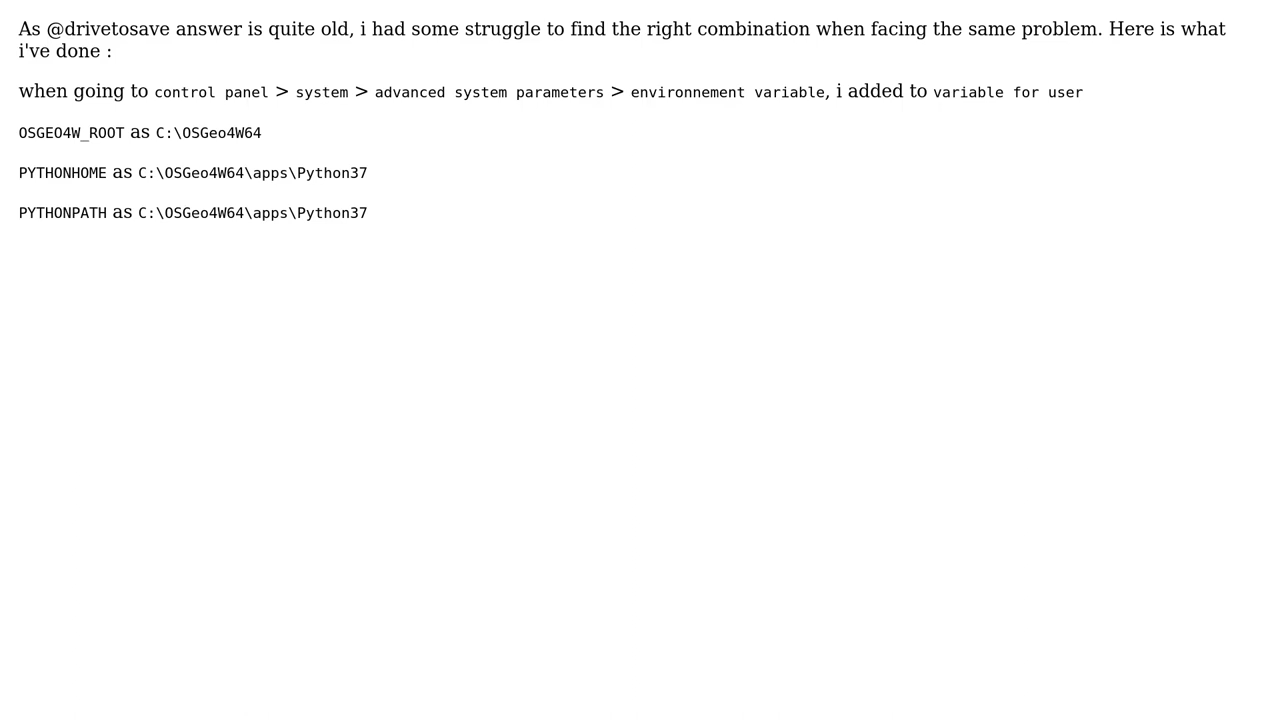 As @drivetosave answer is quite old, i had some struggle to find the right combination when facing the same problem. Here is what
i've done :
when going to control panel > system > advanced system parameters > environnement variable, i added to variable for user
OSGEO4W_ROOT as C:\OSGeo4W64
PYTHONHOME as C:\OSGeo4W64\apps\Python37
PYTHONPATH as C:\OSGeo4W64\apps\Python37